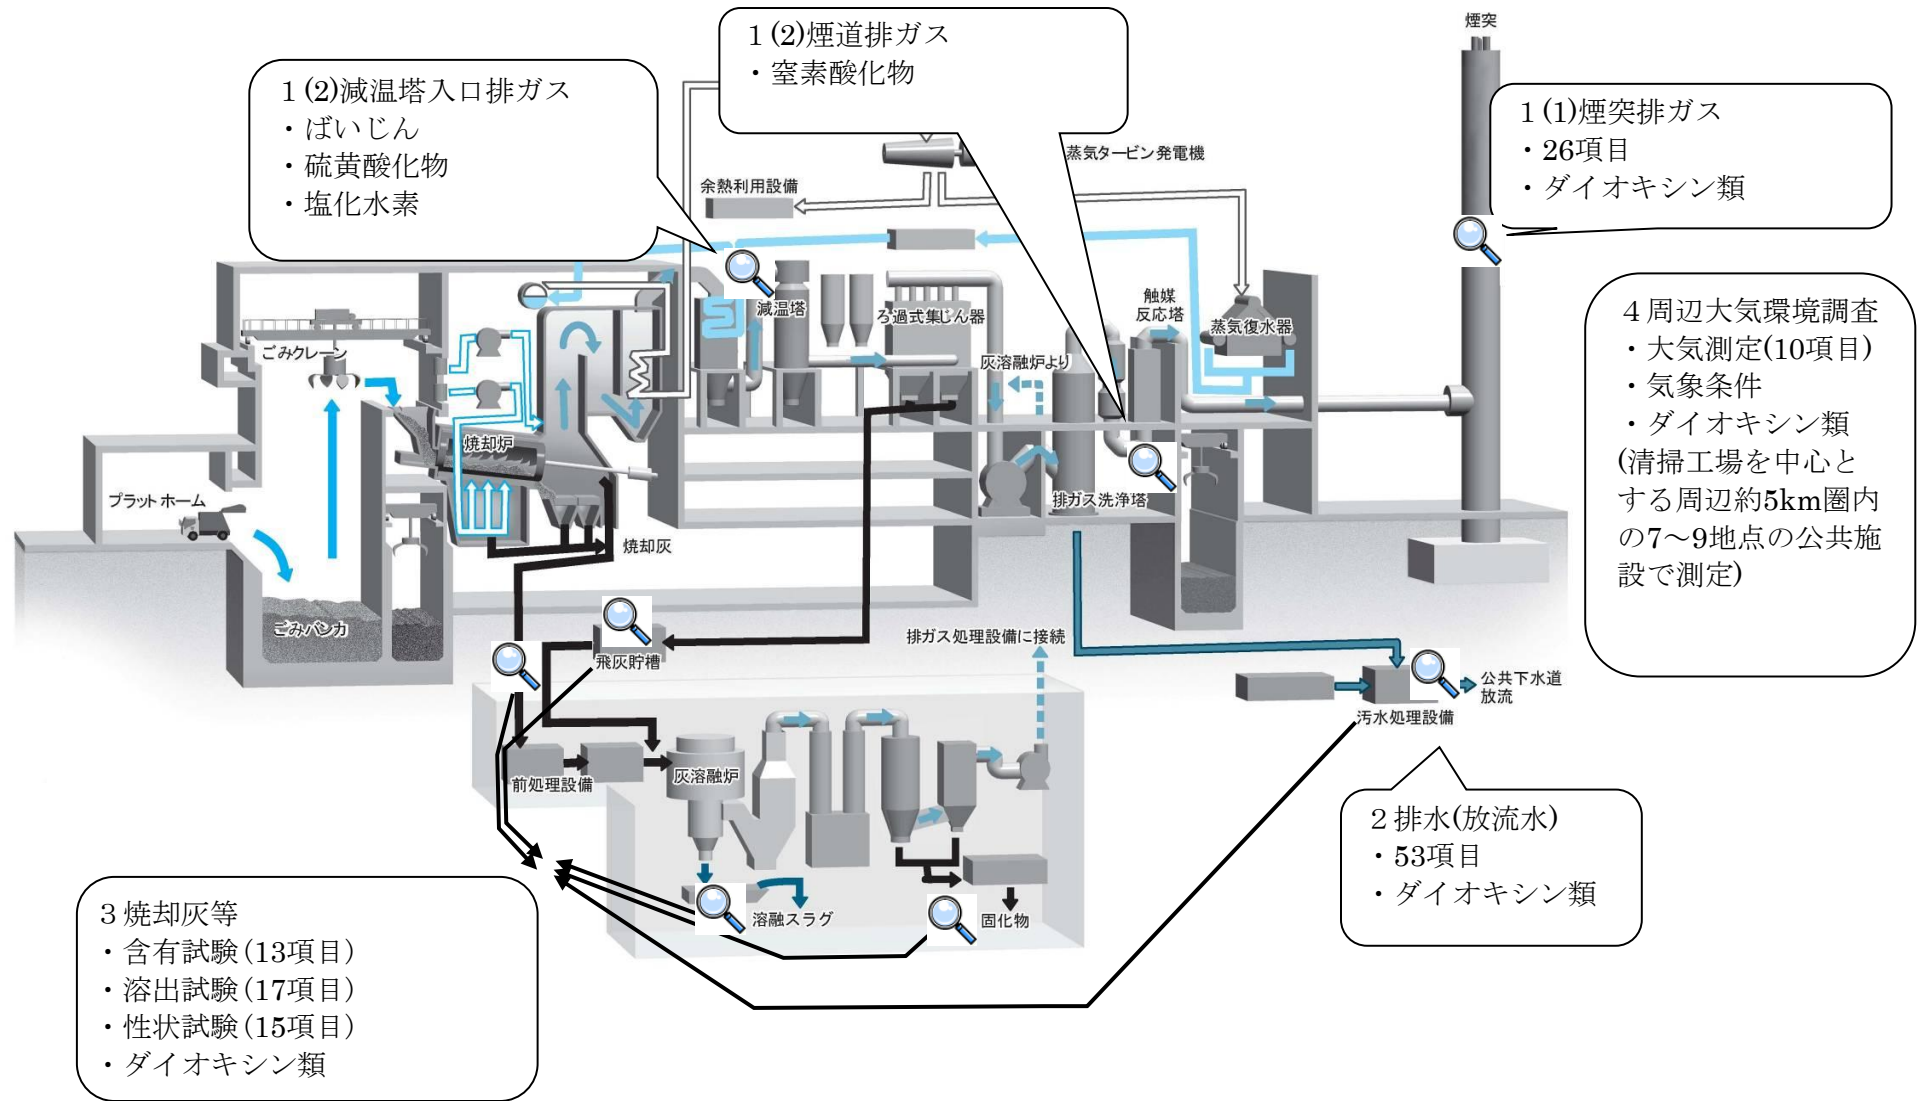 １(2)減温塔入口排ガス
・ばいじん
・硫黄酸化物
・塩化水素
１(2)煙道排ガス
・窒素酸化物
煙突
１(1)煙突排ガス
・26項目
・ダイオキシン類
蒸気タービン発電機
余熱利用設備
減温塔
ろ過式集じん器
触媒
反応塔
蒸気復水器
ごみクレーン
灰溶融炉より
焼却炉
プラットホーム
排ガス洗浄塔
焼却灰
ごみバンカ
飛灰貯槽
排ガス処理設備に接続
公共下水道
放流
汚水処理設備
前処理設備
灰溶融炉
溶融スラグ
固化物
４周辺大気環境調査
・大気測定(10項目)
・気象条件
・ダイオキシン類
(清掃工場を中心と
する周辺約5km圏内
の7～9地点の公共施
設で測定)
２排水(放流水)
・53項目
・ダイオキシン類
３焼却灰等
・含有試験(13項目)
・溶出試験(17項目)
・性状試験(15項目)
・ダイオキシン類